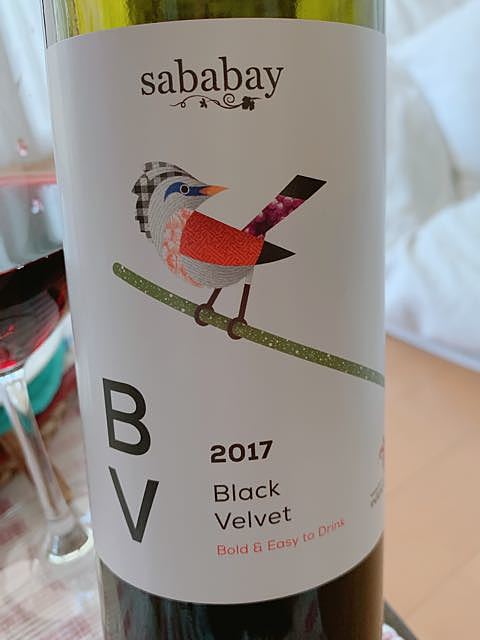 sababay
B
V
2017
Black
Velvet
Bold & Easy to Drink